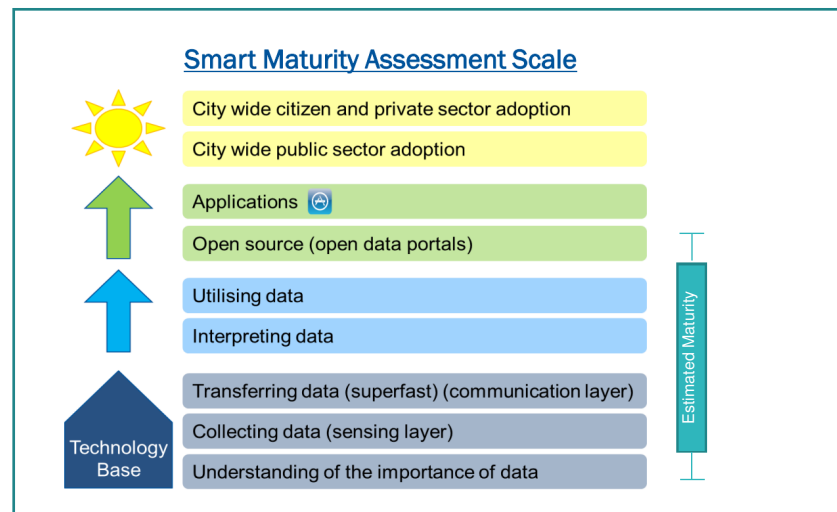 Smart Maturity Assessment Scale
City wide citizen and private sector adoption
City wide public sector adoption
Applications
Open source (open data portals)
Utilising data
Interpreting data
Transferring data (superfast) (communication layer)
Collecting data (sensing layer)
Understanding of the importance of data
Technology
Base
Estimated Maturity